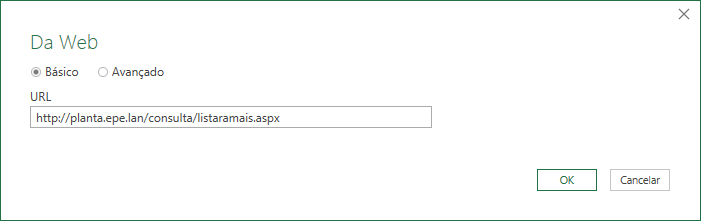 Da Web
Básico Avançado
URL
http://planta.epe.lan/consulta/listaramais.aspx
OK Cancelar